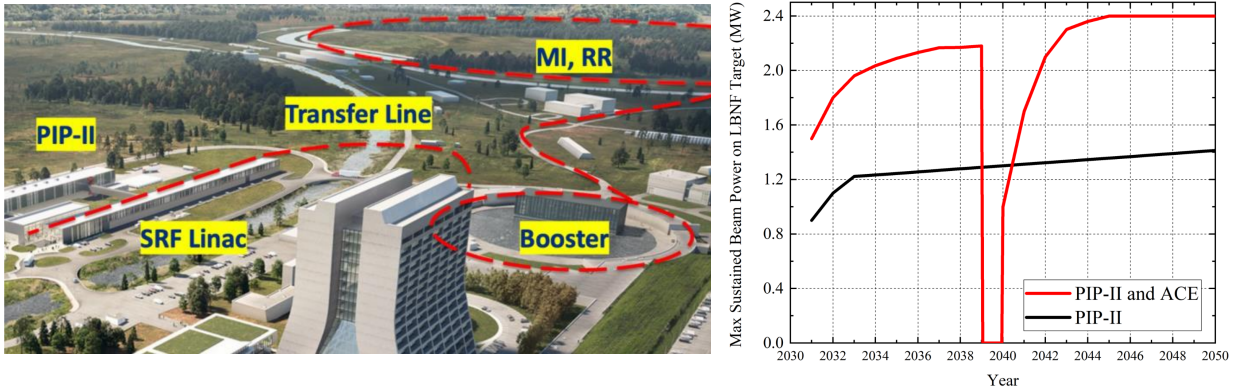 MI, RR
Transfer Line
PIP-II
SRF Linac
Booster
Max Sustained Beam Power on LBNF Target (MW)
2.4
2.0
1.6
1.2
0.8
0.4
0.0
2030 2032 2034 2036 2038 2040 2042 2044 2046 2048 2050
Year
PIP-II and ACE
PIP-II